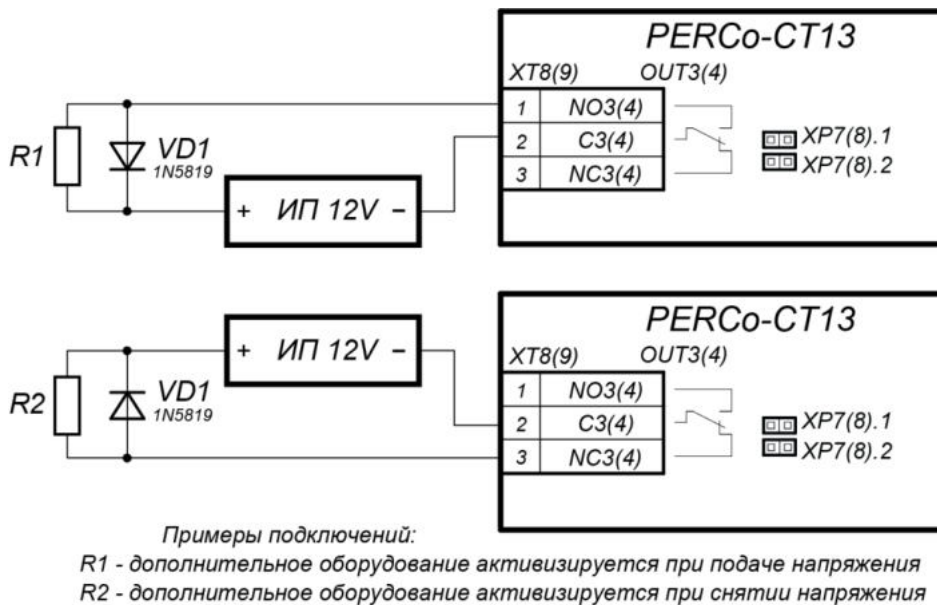 PERCo-CT13
XT8(9) OUT3(4)
1 NO3(4)
2 C3(4)
3 NC3(4)
XP7(8).1
XP7(8).2
R1
VD1
1N5819
+ ИП 12V −
PERCo-CT13
XT8(9) OUT3(4)
1 NO3(4)
2 C3(4)
3 NC3(4)
XP7(8).1
XP7(8).2
+ ИП 12V −
R2
VD1
1N5819
Примеры подключений:
R1 - дополнительное оборудование активизируется при подаче напряжения
R2 - дополнительное оборудование активизируется при снятии напряжения